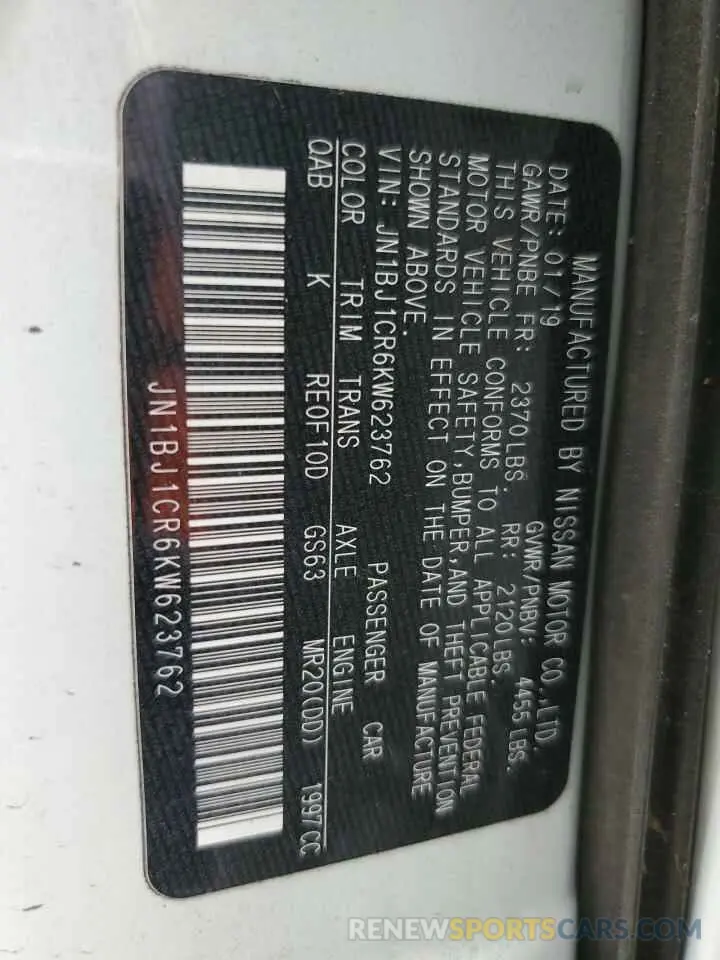 MANUFACTURED BY NISSAN MOTOR CO.,LTD.
DATE: 01/19 GVWR/PNBV: 4455 LBS.
GAWR/PNBE FR: 2370LBS. RR: 2120LBS.
THIS VEHICLE CONFORMS TO ALL APPLICABLE FEDERAL
MOTOR VEHICLE SAFETY,BUMPER,AND THEFT PREVENTION
STANDARDS IN EFFECT ON THE DATE OF MANUFACTURE
SHOWN ABOVE.
VIN: JN1BJ1CR6KW623762 PASSENGER CAR
COLOR TRIM TRANS AXLE ENGINE
QAB K RE0F10D GS63 MR20(DD) 1997CC
JN1BJ1CR6KW623762
RENEWSPORTSCARS.COM